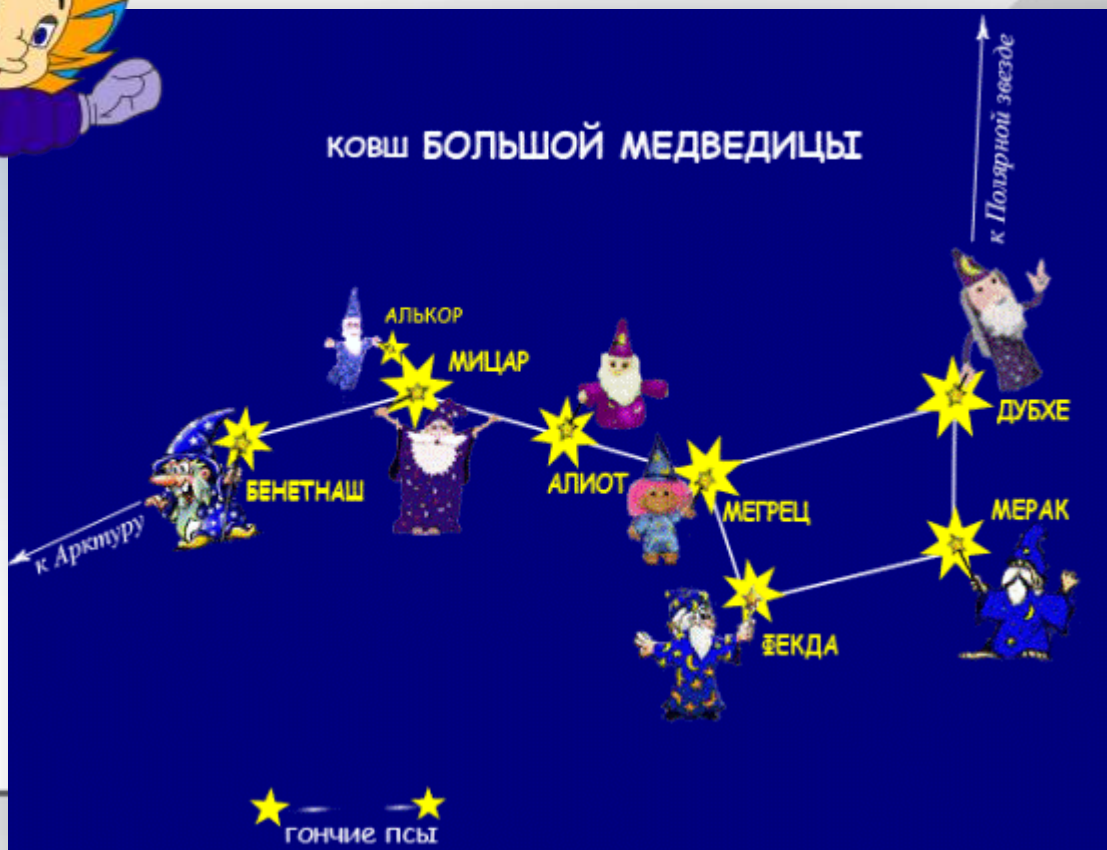 к Полярной звезде
ковш БОЛЬШОЙ МЕДВЕДИЦЫ
АЛЬКОР
МИЦАР
ДУБХЕ
БЕНЕТНАШ
АЛИОТ
МЕГРЕЦ
МЕРАК
к Арктуру
ФЕКДА
гончие псы